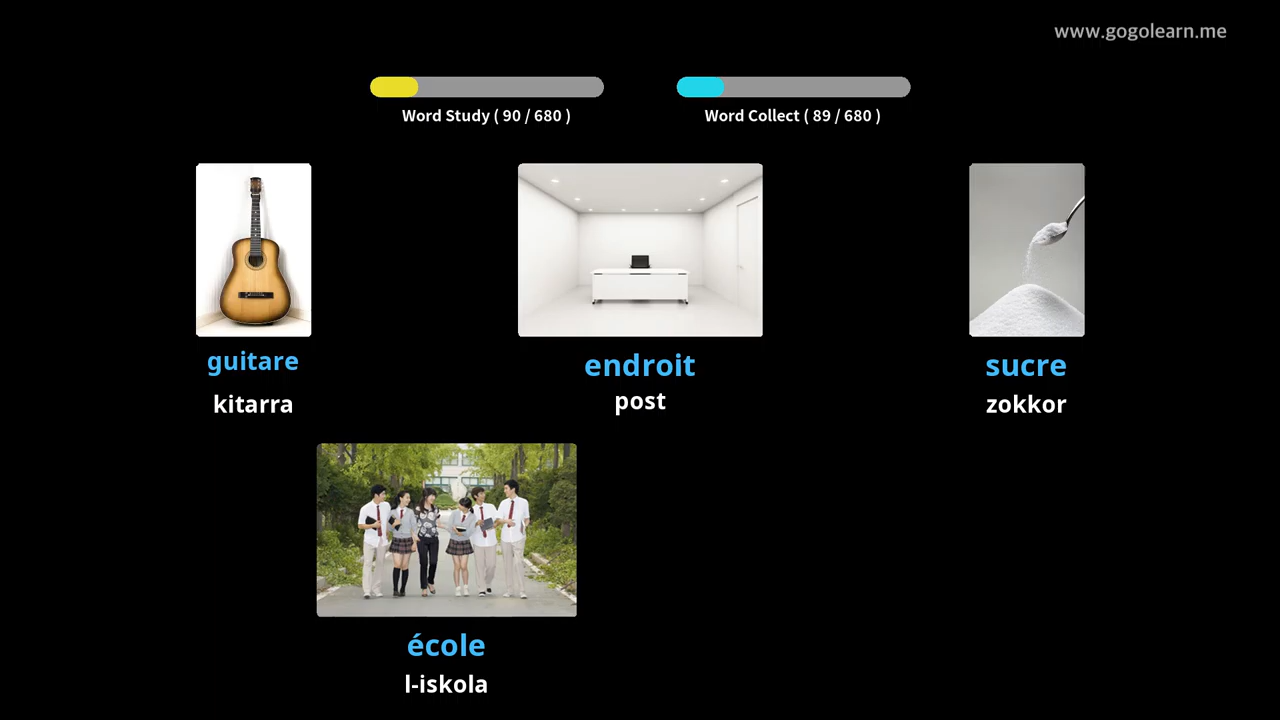 www.gogolearn.me
Word Study ( 90 / 680 )
Word Collect ( 89 / 680 )
guitare
kitarra
endroit
post
sucre
zokkor
école
l-iskola